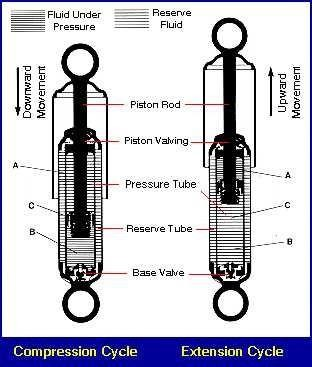 Fluid Under
Pressure
Reserve
Fluid
Downward
Movement
Upward
Movement
Piston Rod
Piston Valving
A
A
Pressure Tube
C
C
Reserve Tube
B
B
Base Valve
Compression Cycle
Extension Cycle